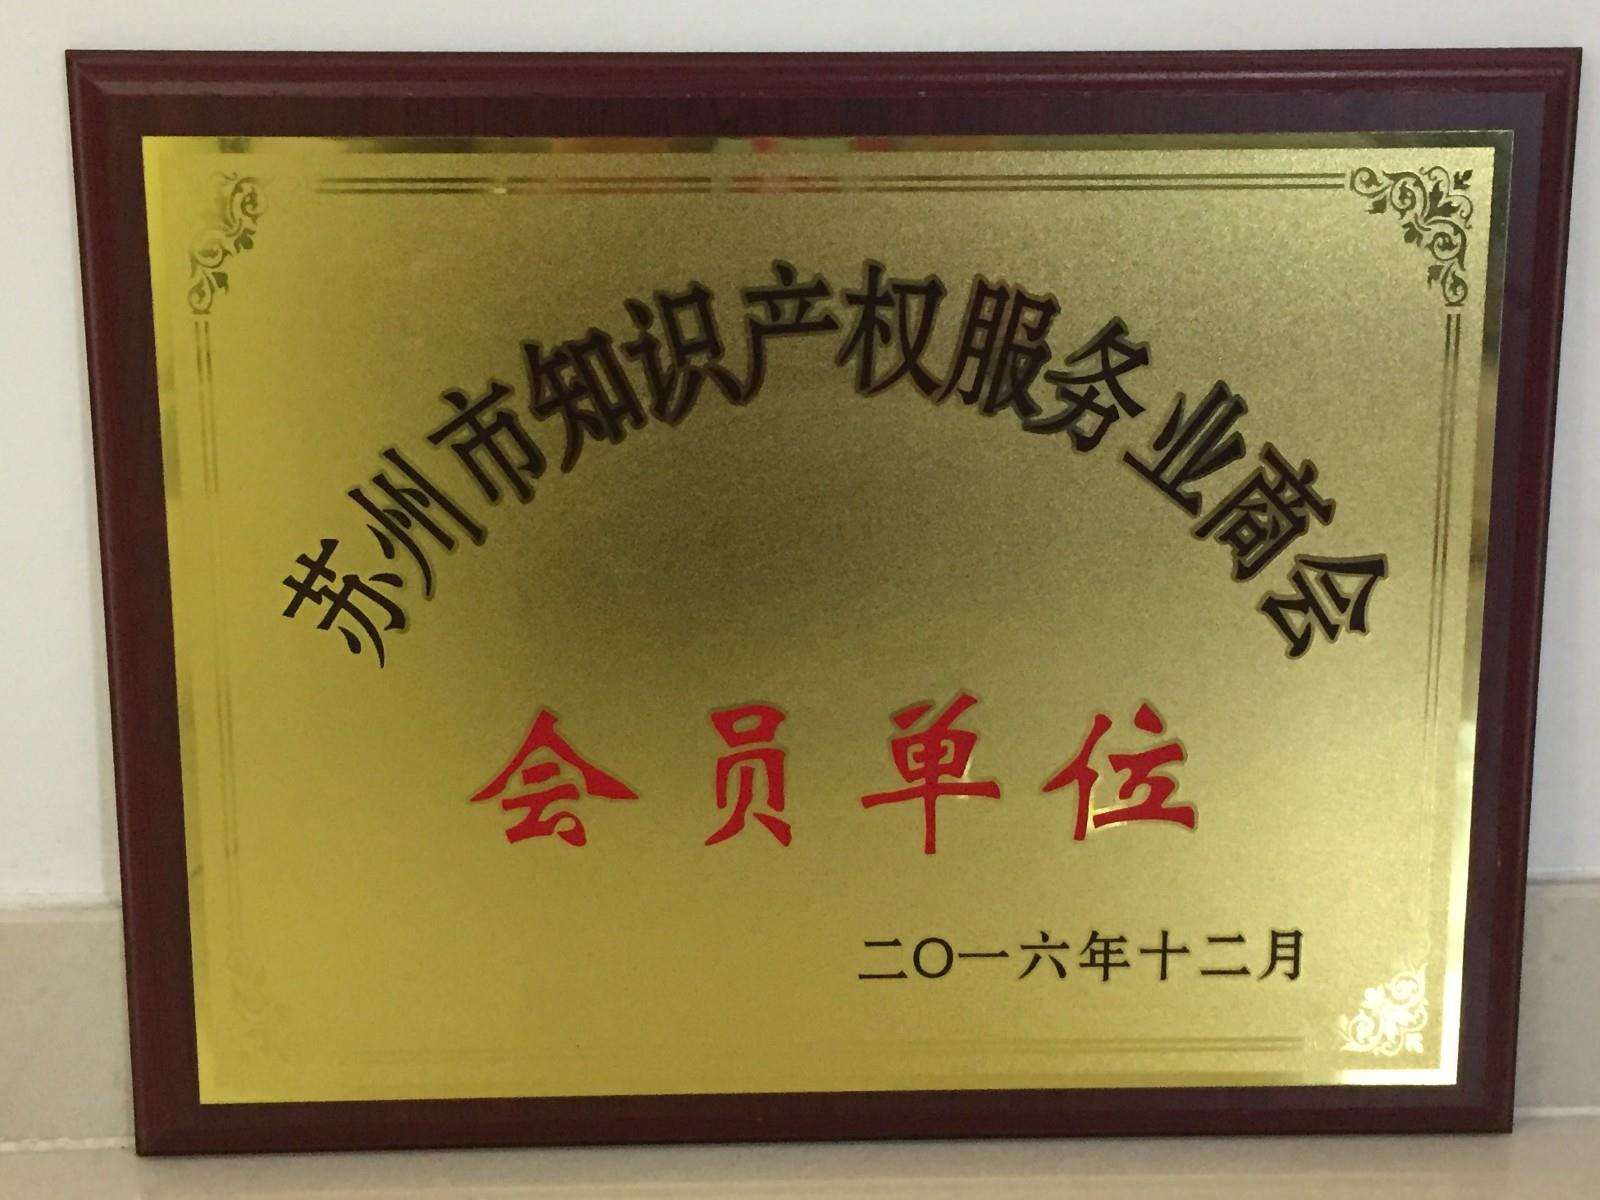 苏州市知识产权服务业商会
会员单位
二〇一六年十二月